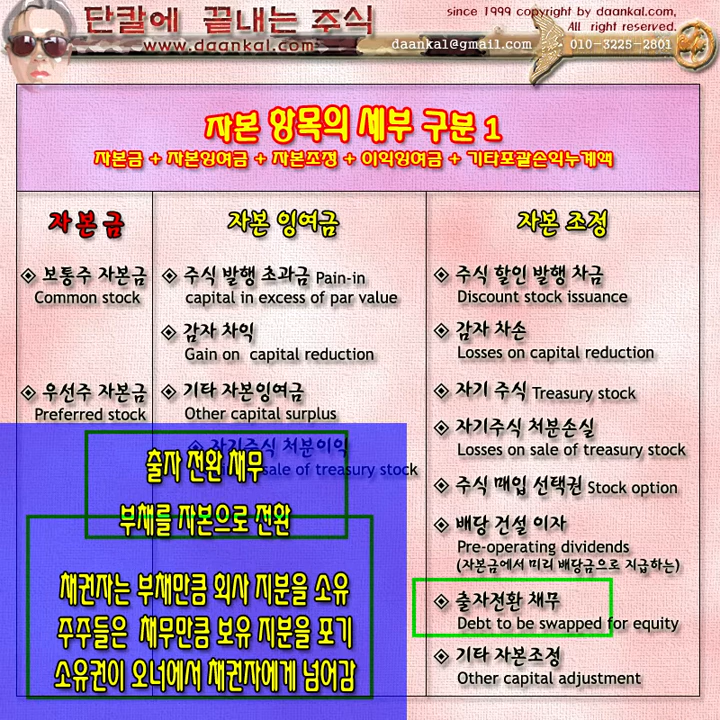 단칼에 끝내는 주식
since 1999 copyright by daankal.com,
All right reserved.
www.daankal.com
daankal@gmail.com
010-3225-2801
자본 항목의 세부 구분 1
자본금 + 자본잉여금 + 자본조정 + 이익잉여금 + 기타포괄손익누계액
자본금
◈ 보통주 자본금
Common stock
◈ 우선주 자본금
Preferred stock
자본 잉여금
◈ 주식 발행 초과금 Pain-in
capital in excess of par value
◈ 감자 차익
Gain on capital reduction
◈ 기타 자본잉여금
Other capital surplus
◈ 자기주식 처분이익
sale of treasury stock
자본 조정
◈ 주식 할인 발행 차금
Discount stock issuance
◈ 감자 차손
Losses on capital reduction
◈ 자기 주식 Treasury stock
◈ 자기주식 처분손실
Losses on sale of treasury stock
◈ 주식 매입 선택권 Stock option
◈ 배당 건설 이자
Pre-operating dividends
(자본금에서 미리 배당금으로 지급하는)
◈ 출자전환 채무
Debt to be swapped for equity
◈ 기타 자본조정
Other capital adjustment
출자 전환 채무
부채를 자본으로 전환
채권자는 부채만큼 회사 지분을 소유
주주들은 채무만큼 보유 지분을 포기
소유권이 오너에서 채권자에게 넘어감